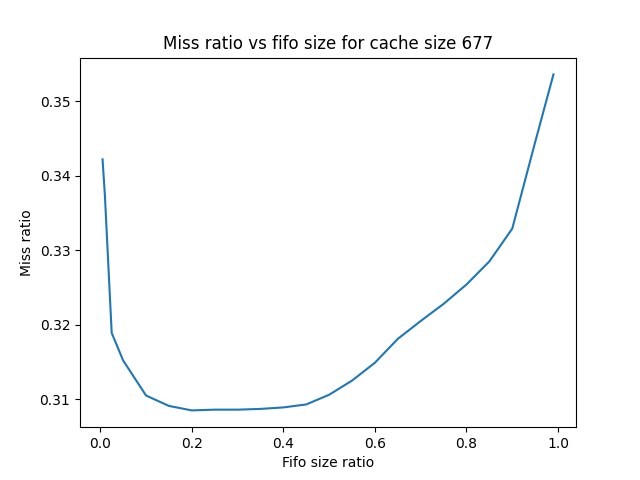 Miss ratio vs fifo size for cache size 677
0.35
0.34
0.33
0.32
0.31
Miss ratio
0.0 0.2 0.4 0.6 0.8 1.0
Fifo size ratio